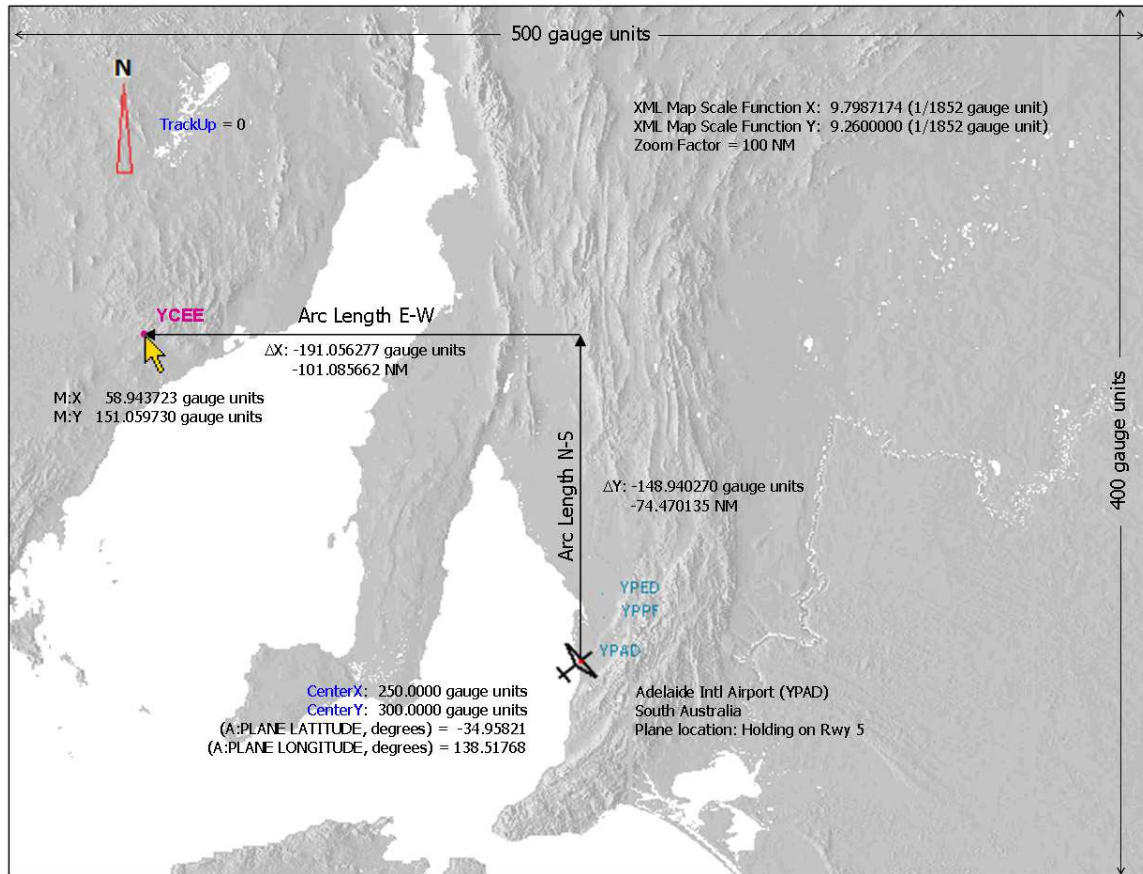 500 gauge units
400 gauge units
N
TrackUp = 0
XML Map Scale Function X: 9.7987174 (1/1852 gauge unit)
XML Map Scale Function Y: 9.2600000 (1/1852 gauge unit)
Zoom Factor = 100 NM
YCEE
Arc Length E-W
ΔX: -191.056277 gauge units
-101.085662 NM
M:X 58.943723 gauge units
M:Y 151.059730 gauge units
Arc Length N-S
ΔY: -148.940270 gauge units
-74.470135 NM
YPED
YPPF
YPAD
CenterX: 250.0000 gauge units
CenterY: 300.0000 gauge units
(A:PLANE LATITUDE, degrees) = -34.95821
(A:PLANE LONGITUDE, degrees) = 138.51768
Adelaide Intl Airport (YPAD)
South Australia
Plane location: Holding on Rwy 5